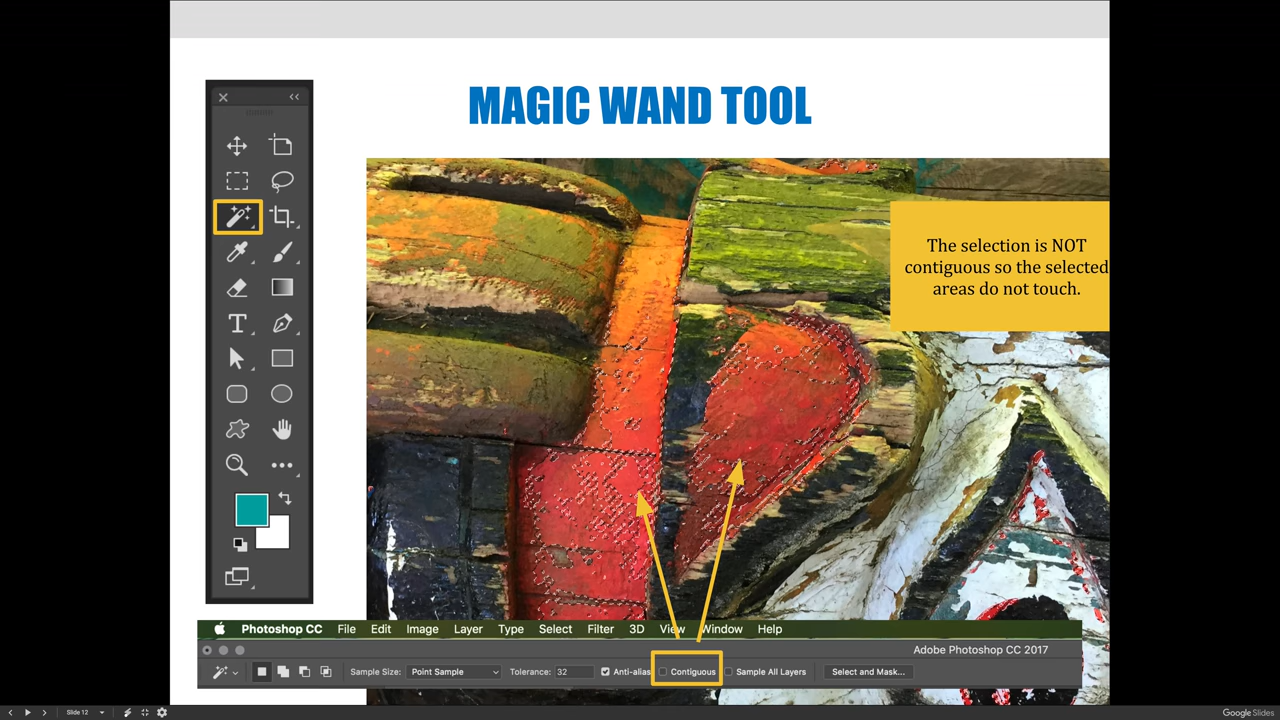 MAGIC WAND TOOL
The selection is NOT
contiguous so the selected
areas do not touch.
Photoshop CC File Edit Image Layer Type Select Filter 3D View Window Help
Adobe Photoshop CC 2017
Sample Size: Point Sample Tolerance: 32 Anti-alias Contiguous Sample All Layers Select and Mask...
Slide 12
Google Slides